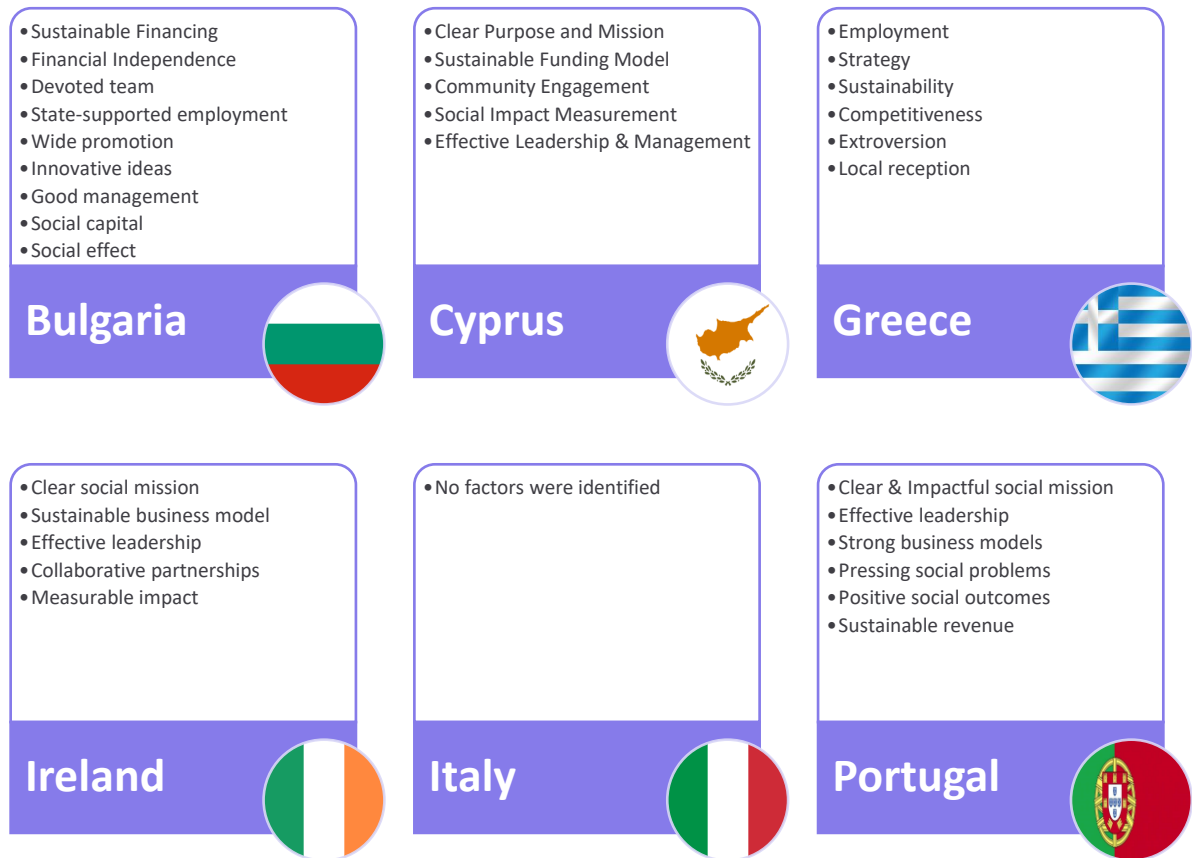 •Sustainable Financing
•Financial Independence
•Devoted team
•State-supported employment
•Wide promotion
•Innovative ideas
•Good management
•Social capital
•Social effect
Bulgaria
•Clear Purpose and Mission
•Sustainable Funding Model
•Community Engagement
•Social Impact Measurement
•Effective Leadership & Management
Cyprus
•Employment
•Strategy
•Sustainability
•Competitiveness
•Extroversion
•Local reception
Greece
•Clear social mission
•Sustainable business model
•Effective leadership
•Collaborative partnerships
•Measurable impact
Ireland
•No factors were identified
Italy
•Clear & Impactful social mission
•Effective leadership
•Strong business models
•Pressing social problems
•Positive social outcomes
•Sustainable revenue
Portugal